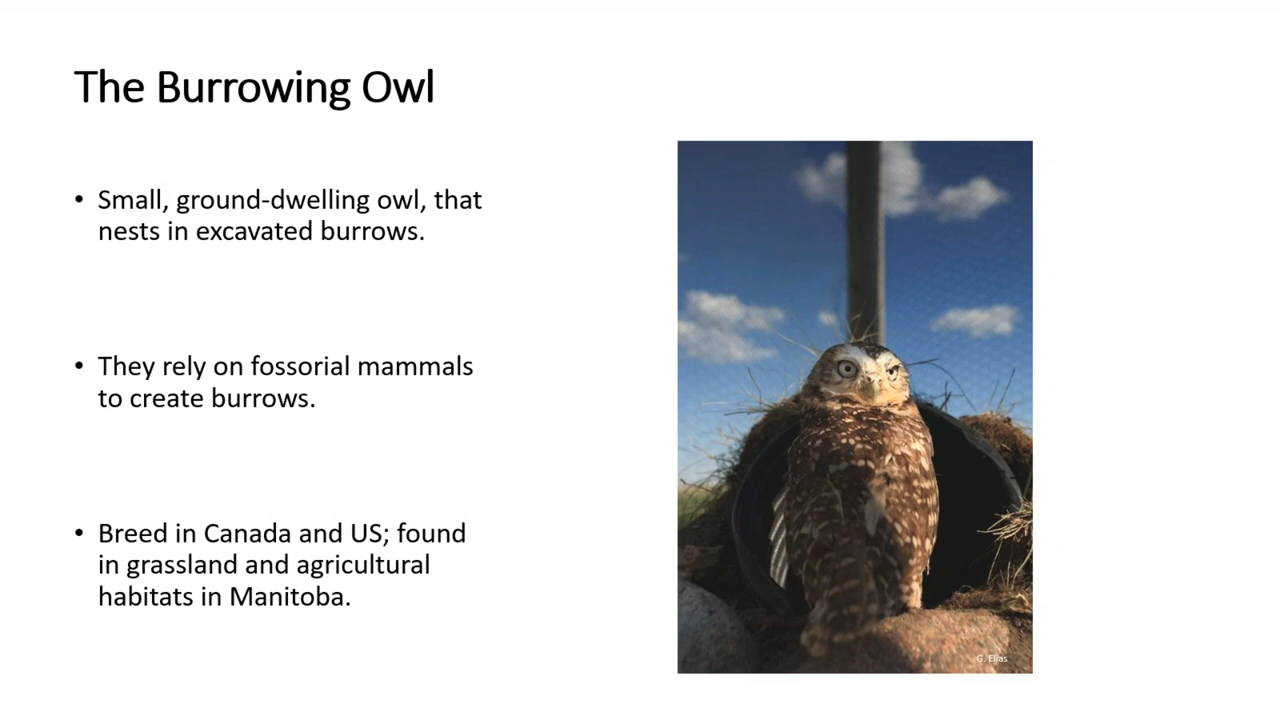 The Burrowing Owl
• Small, ground-dwelling owl, that
nests in excavated burrows.
• They rely on fossorial mammals
to create burrows.
• Breed in Canada and US; found
in grassland and agricultural
habitats in Manitoba.
G. Elias